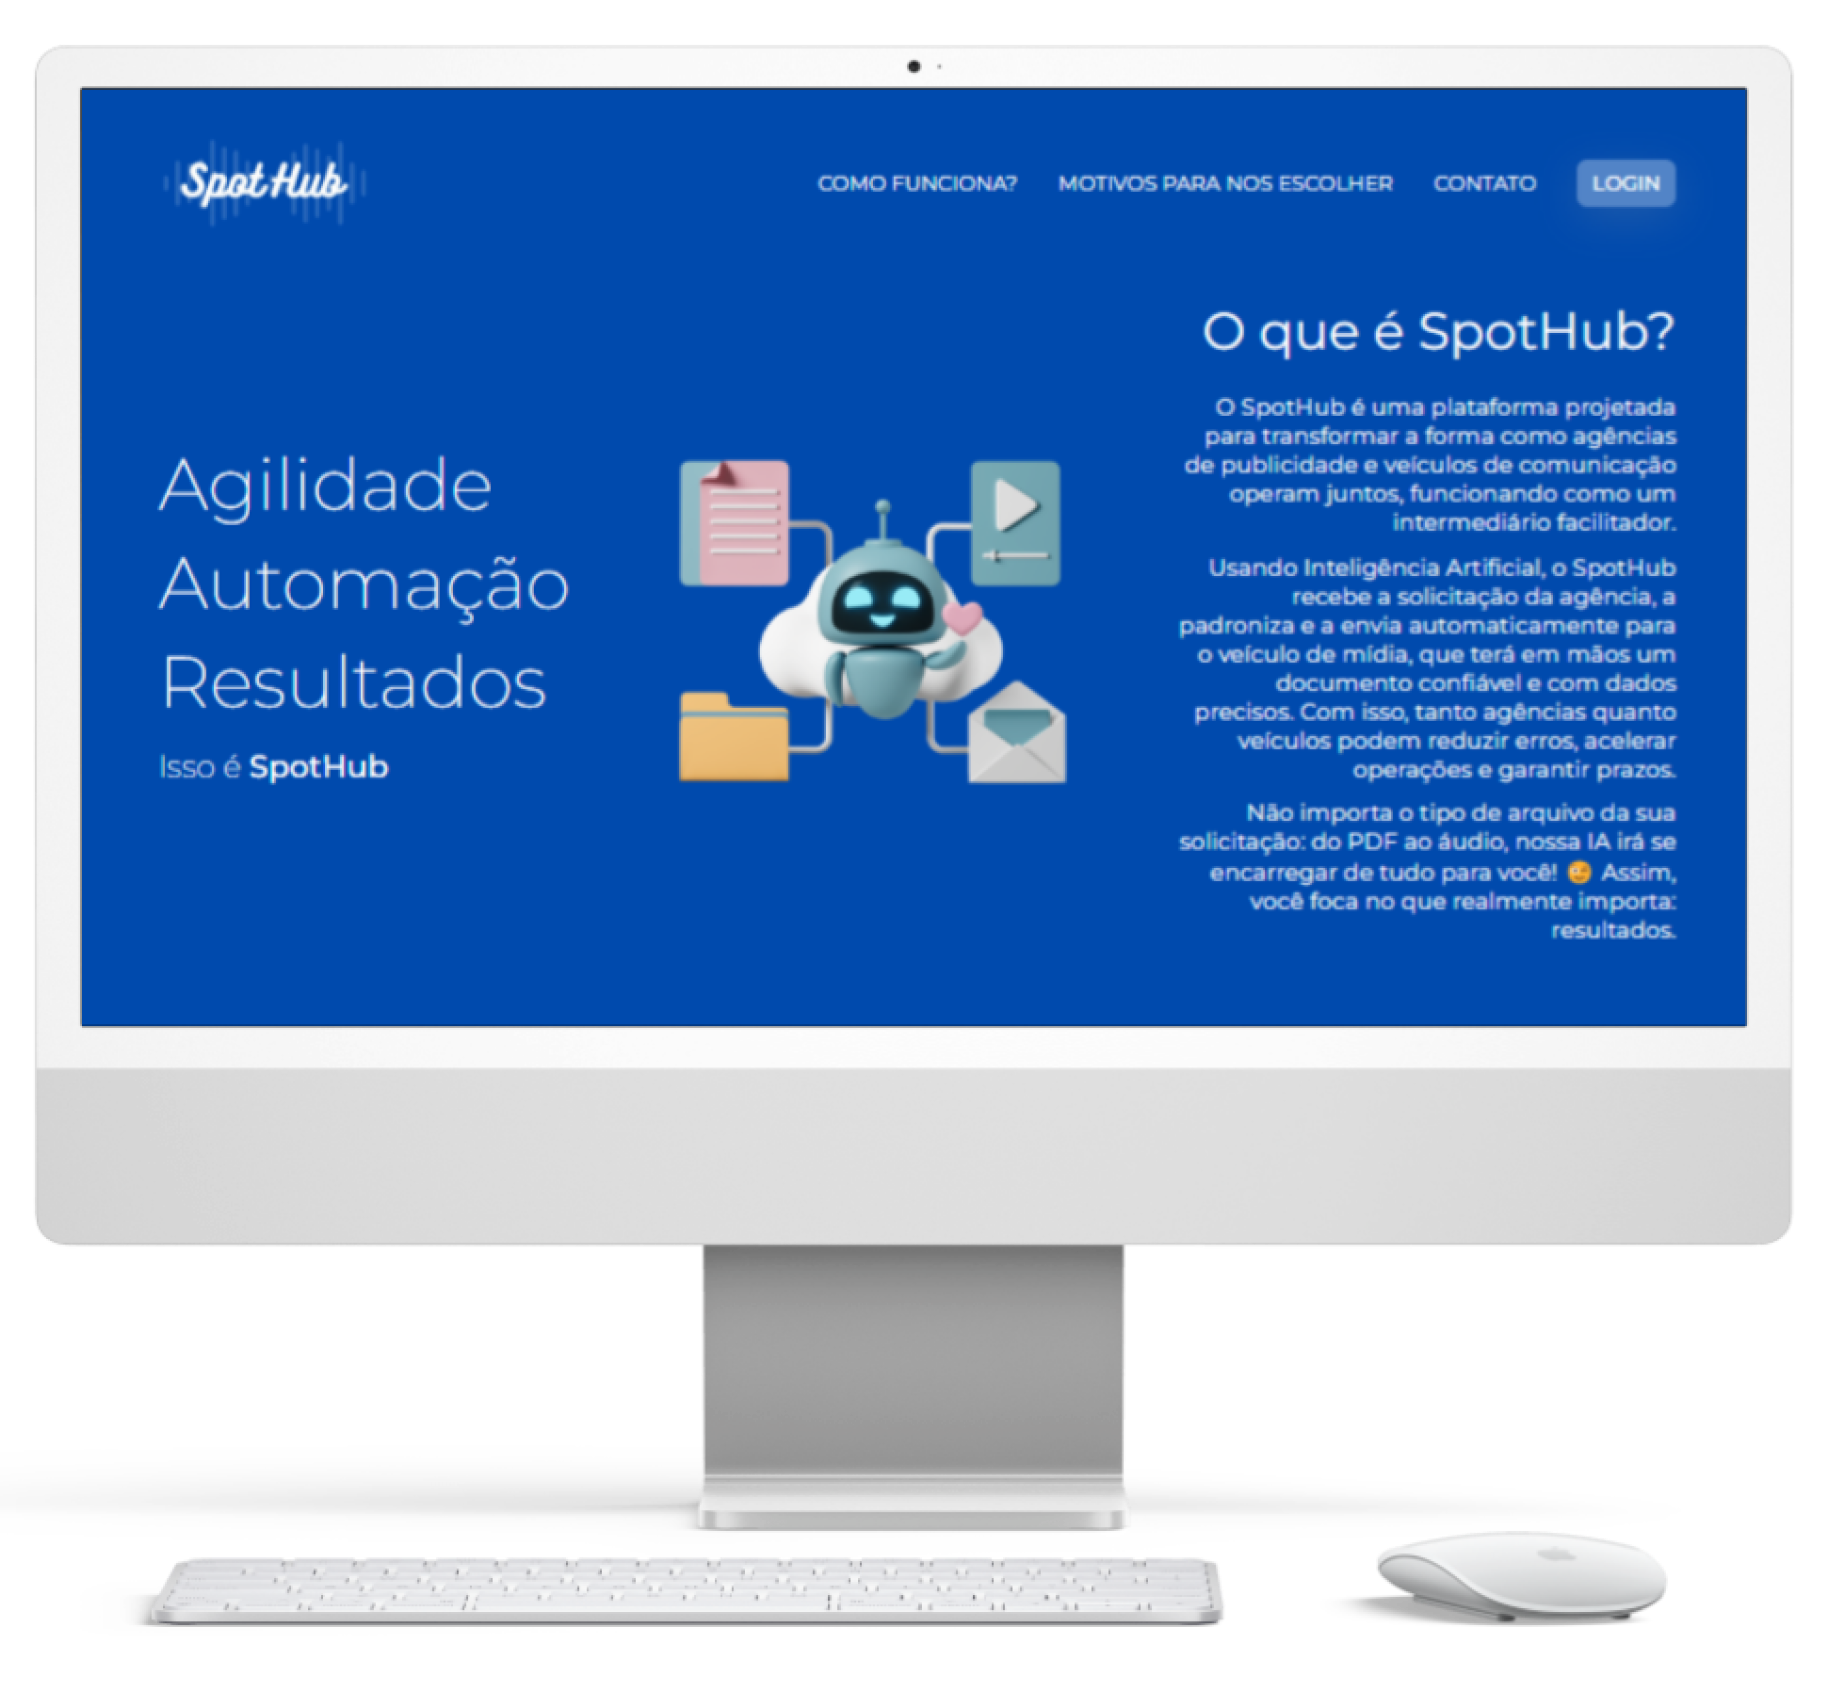 Spot Hub
COMO FUNCIONA?
MOTIVOS PARA NOS ESCOLHER
CONTATO
LOGIN
Agilidade
Automação
Resultados
Isso é SpotHub
O que é SpotHub?
O SpotHub é uma plataforma projetada
para transformar a forma como agências
de publicidade e veículos de comunicação
operam juntos, funcionando como um
intermediário facilitador.
Usando Inteligência Artificial, o SpotHub
recebe a solicitação da agência, a
padroniza e a envia automaticamente para
o veículo de mídia, que terá em mãos um
documento confiável e com dados
precisos. Com isso, tanto agências quanto
veículos podem reduzir erros, acelerar
operações e garantir prazos.
Não importa o tipo de arquivo da sua
solicitação: do PDF ao áudio, nossa IA irá se
encarregar de tudo para você! 😉 Assim,
você foca no que realmente importa:
resultados.